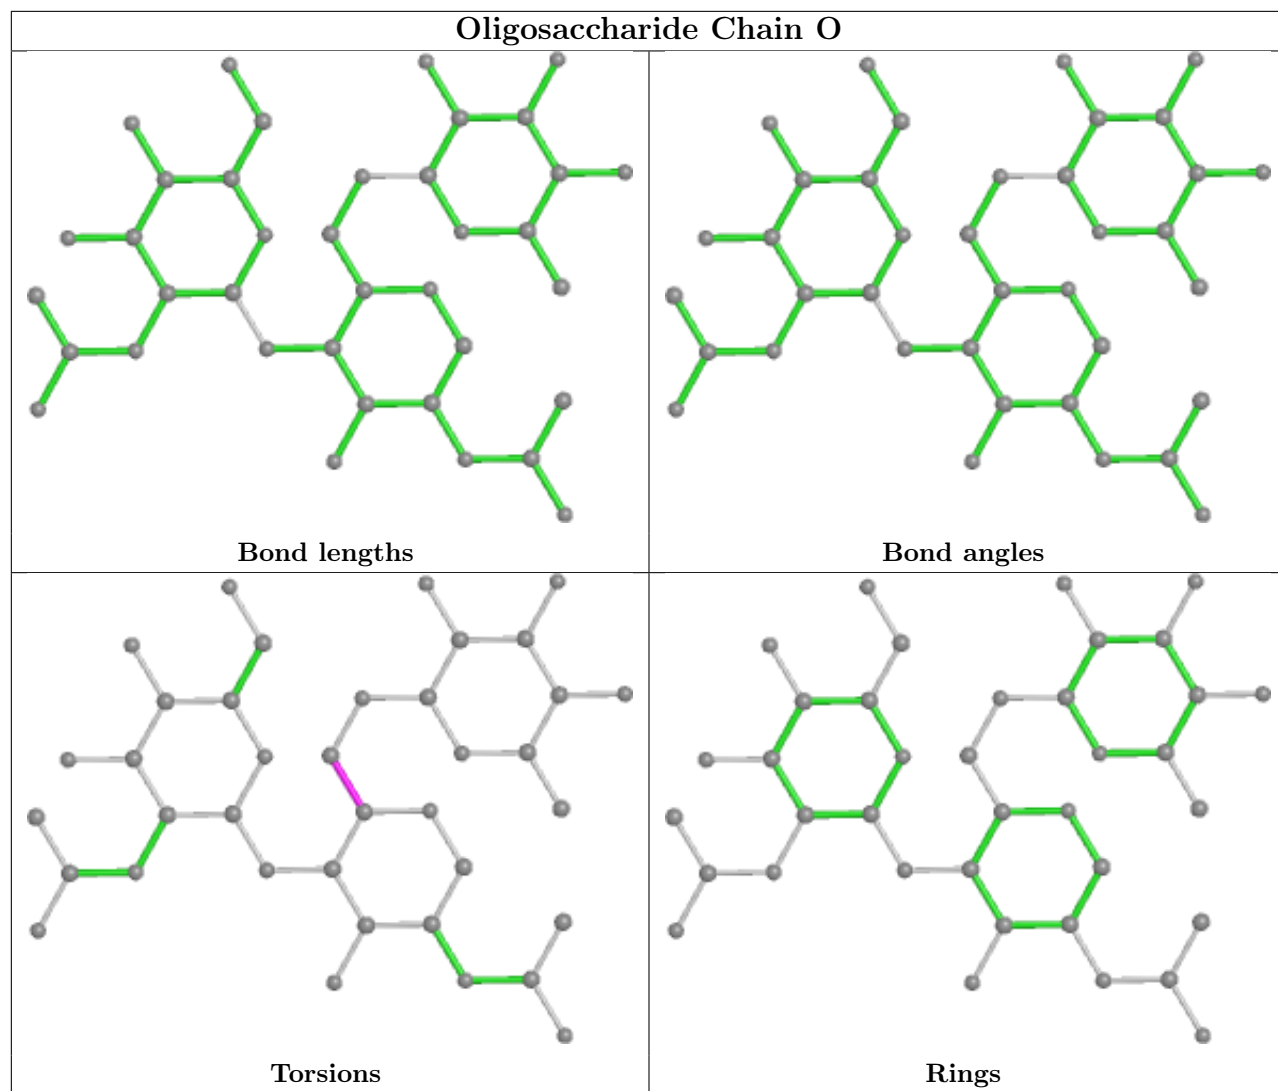 Oligosaccharide Chain O
Bond lengths
Bond angles
Torsions
Rings